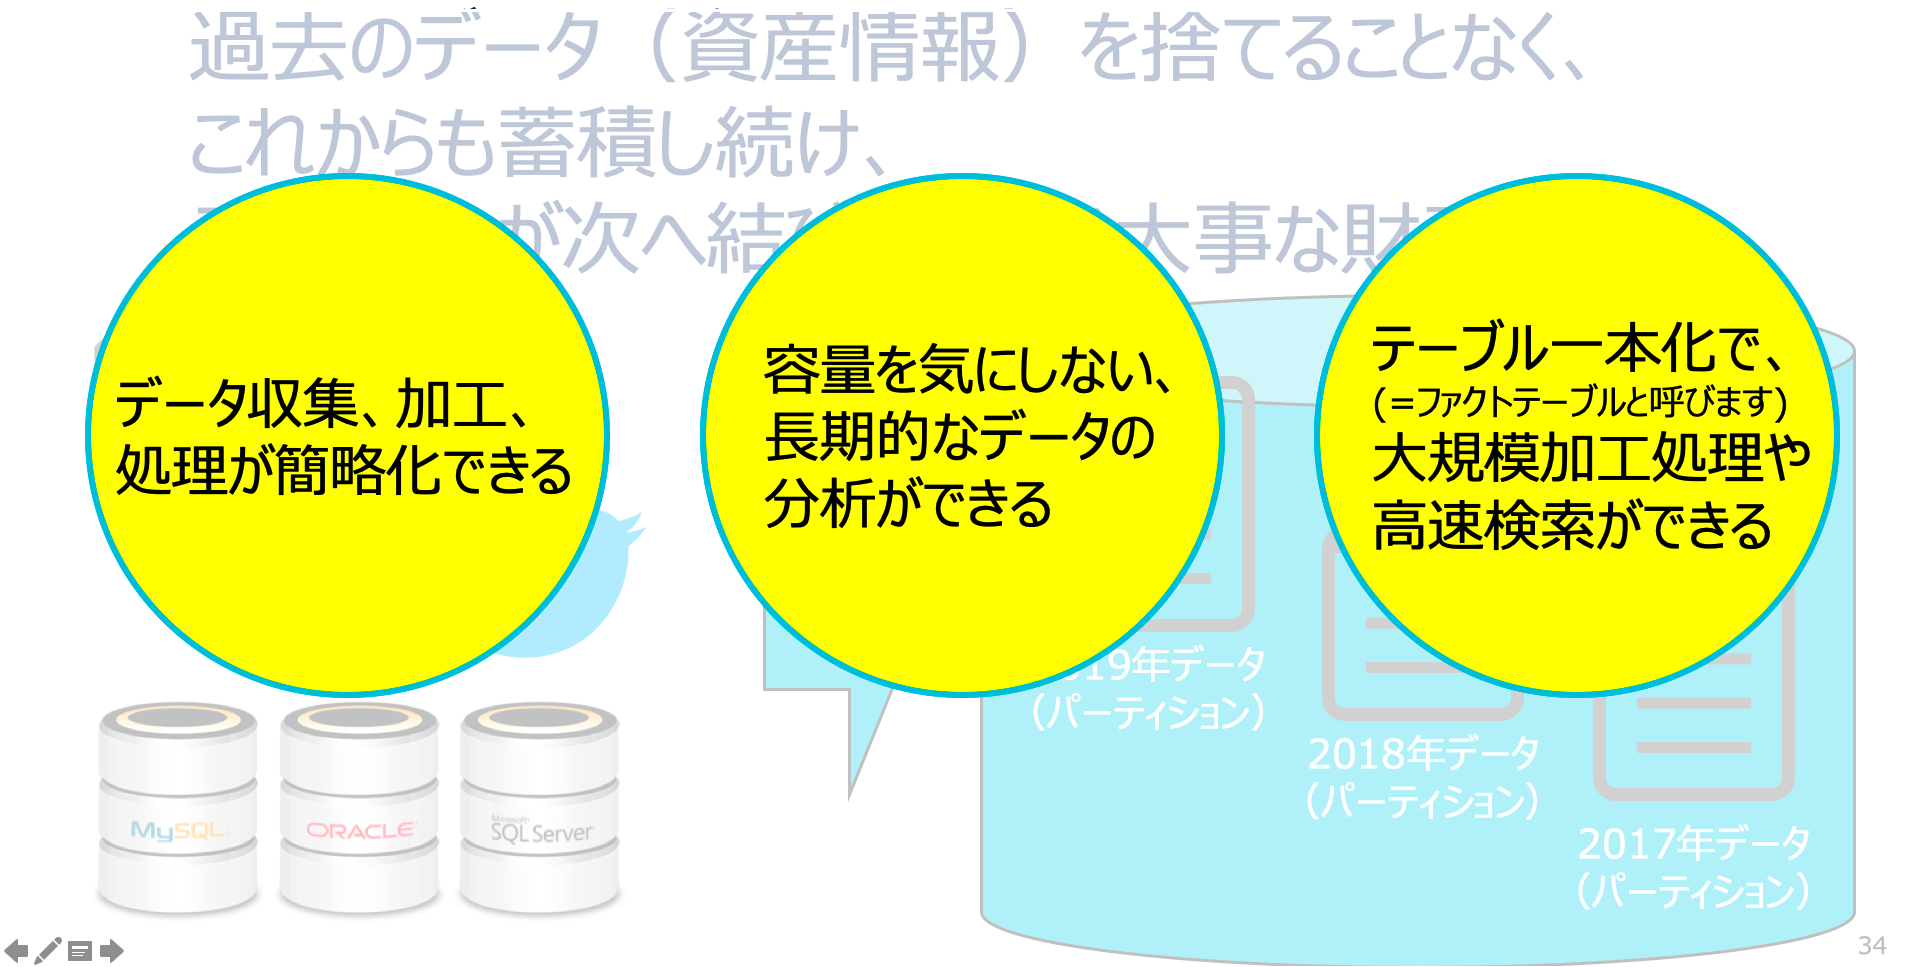 過去のデータ（資産情報）を捨てることなく、
これからも蓄積し続け、
が次へ結び
大事な財
データ収集、加工、
処理が簡略化できる
容量を気にしない、
長期的なデータの
分析ができる
テーブル一本化で、
(=ファクトテーブルと呼びます)
大規模加工処理や
高速検索ができる
19年データ
（パーティション）
2018年データ
（パーティション）
2017年データ
（パーティション）
MySQL
ORACLE
Microsoft
SQL Server
34